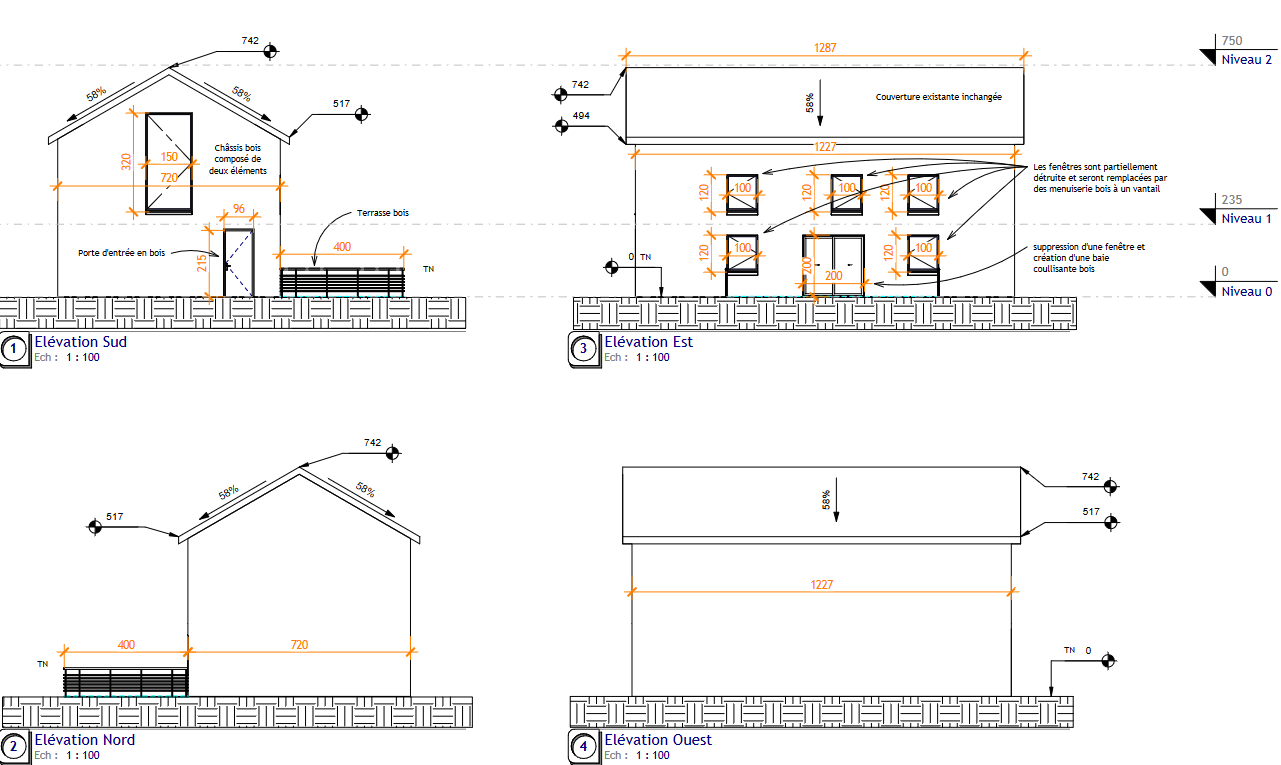 742
58%
58%
517
Châssis bois
composé de
deux éléments
320
150
720
96
Terrasse bois
Porte d'entrée en bois
215
400
TN
1
Elévation Sud
Ech : 1 : 100
1287
742
494
58%
Couverture existante inchangée
1227
Les fenêtres sont partiellement
détruite et seront remplacées par
des menuiserie bois à un vantail
120
100
120
100
120
100
120
100
120
100
200
200
suppression d'une fenêtre et
création d'une baie
coullisante bois
0 TN
3
Elévation Est
Ech : 1 : 100
750
Niveau 2
235
Niveau 1
0
Niveau 0
742
58%
58%
517
400
720
TN
2
Elévation Nord
Ech : 1 : 100
58%
742
517
1227
TN 0
4
Elévation Ouest
Ech : 1 : 100